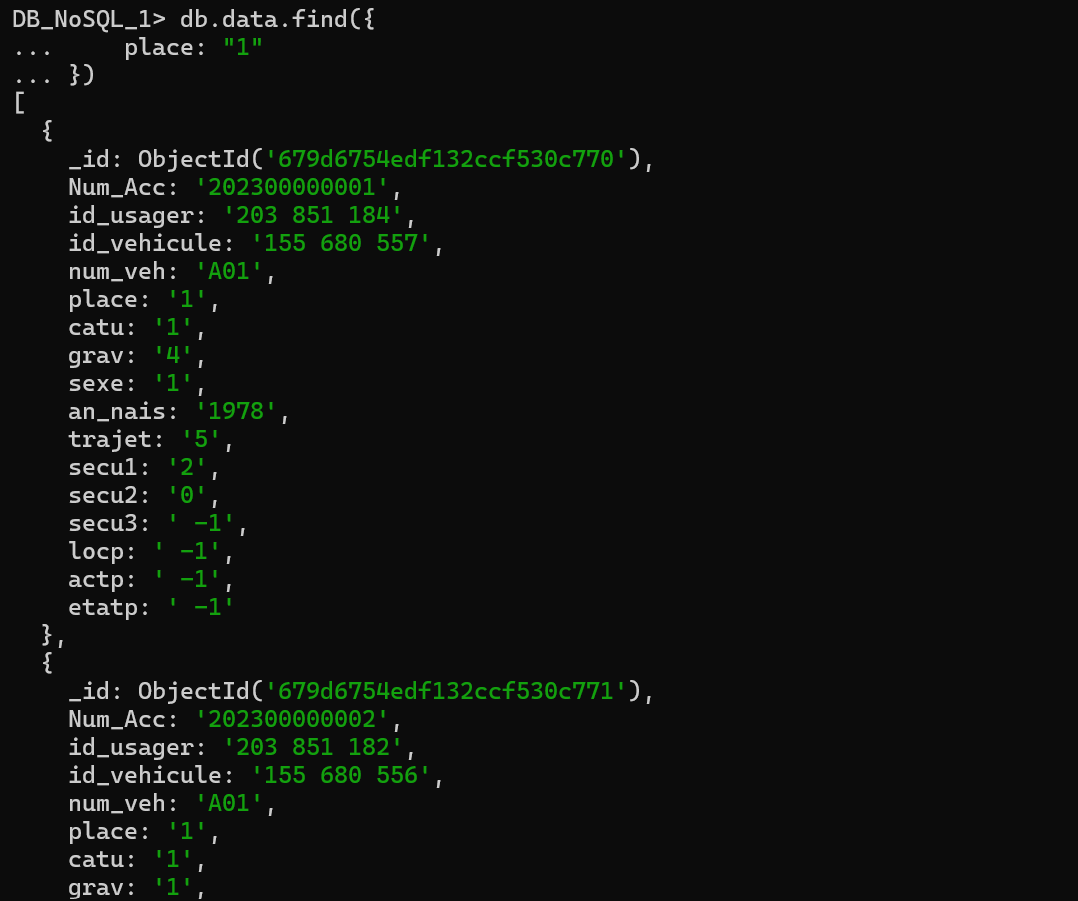 DB_NoSQL_1> db.data.find({
...     place: "1"
... })
[
  {
    _id: ObjectId('679d6754edf132ccf530c770'),
    Num_Acc: '202300000001',
    id_usager: '203 851 184',
    id_vehicule: '155 680 557',
    num_veh: 'A01',
    place: '1',
    catu: '1',
    grav: '4',
    sexe: '1',
    an_nais: '1978',
    trajet: '5',
    secu1: '2',
    secu2: '0',
    secu3: ' -1',
    locp: ' -1',
    actp: ' -1',
    etatp: ' -1'
  },
  {
    _id: ObjectId('679d6754edf132ccf530c771'),
    Num_Acc: '202300000002',
    id_usager: '203 851 182',
    id_vehicule: '155 680 556',
    num_veh: 'A01',
    place: '1',
    catu: '1',
    grav: '1',